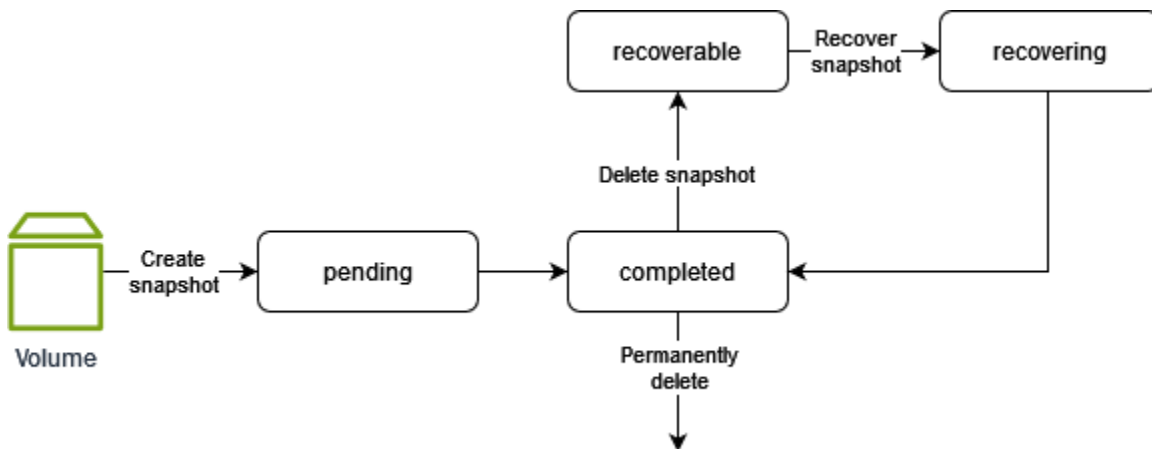 recoverable
Recover
snapshot
recovering
Delete snapshot
Create
snapshot
pending
completed
Volume
Permanently
delete